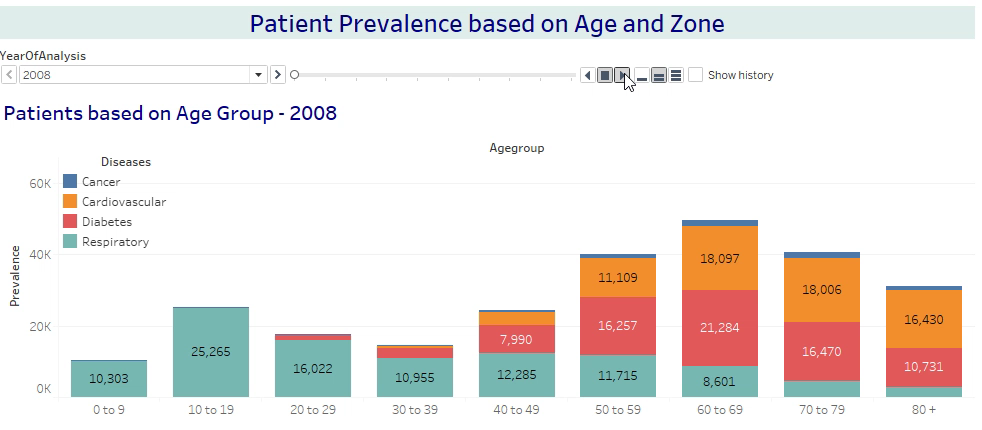 Patient Prevalence based on Age and Zone
YearOfAnalysis
2008
Show history
Patients based on Age Group - 2008
Agegroup
Diseases
Cancer
Cardiovascular
Diabetes
Respiratory
Prevalence
60K
40K
20K
0K
10,303
25,265
16,022
10,955
7,990
12,285
11,109
16,257
11,715
18,097
21,284
8,601
18,006
16,470
16,430
10,731
0 to 9 10 to 19 20 to 29 30 to 39 40 to 49 50 to 59 60 to 69 70 to 79 80 +